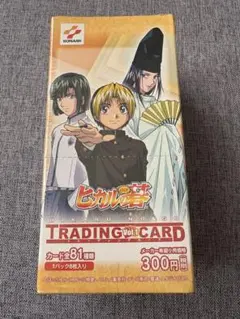 KONAMI
ヒカルの碁
TRADING Vol.1 CARD
カード全81種類
1パック8枚入り
メーカー希望小売価格
300円